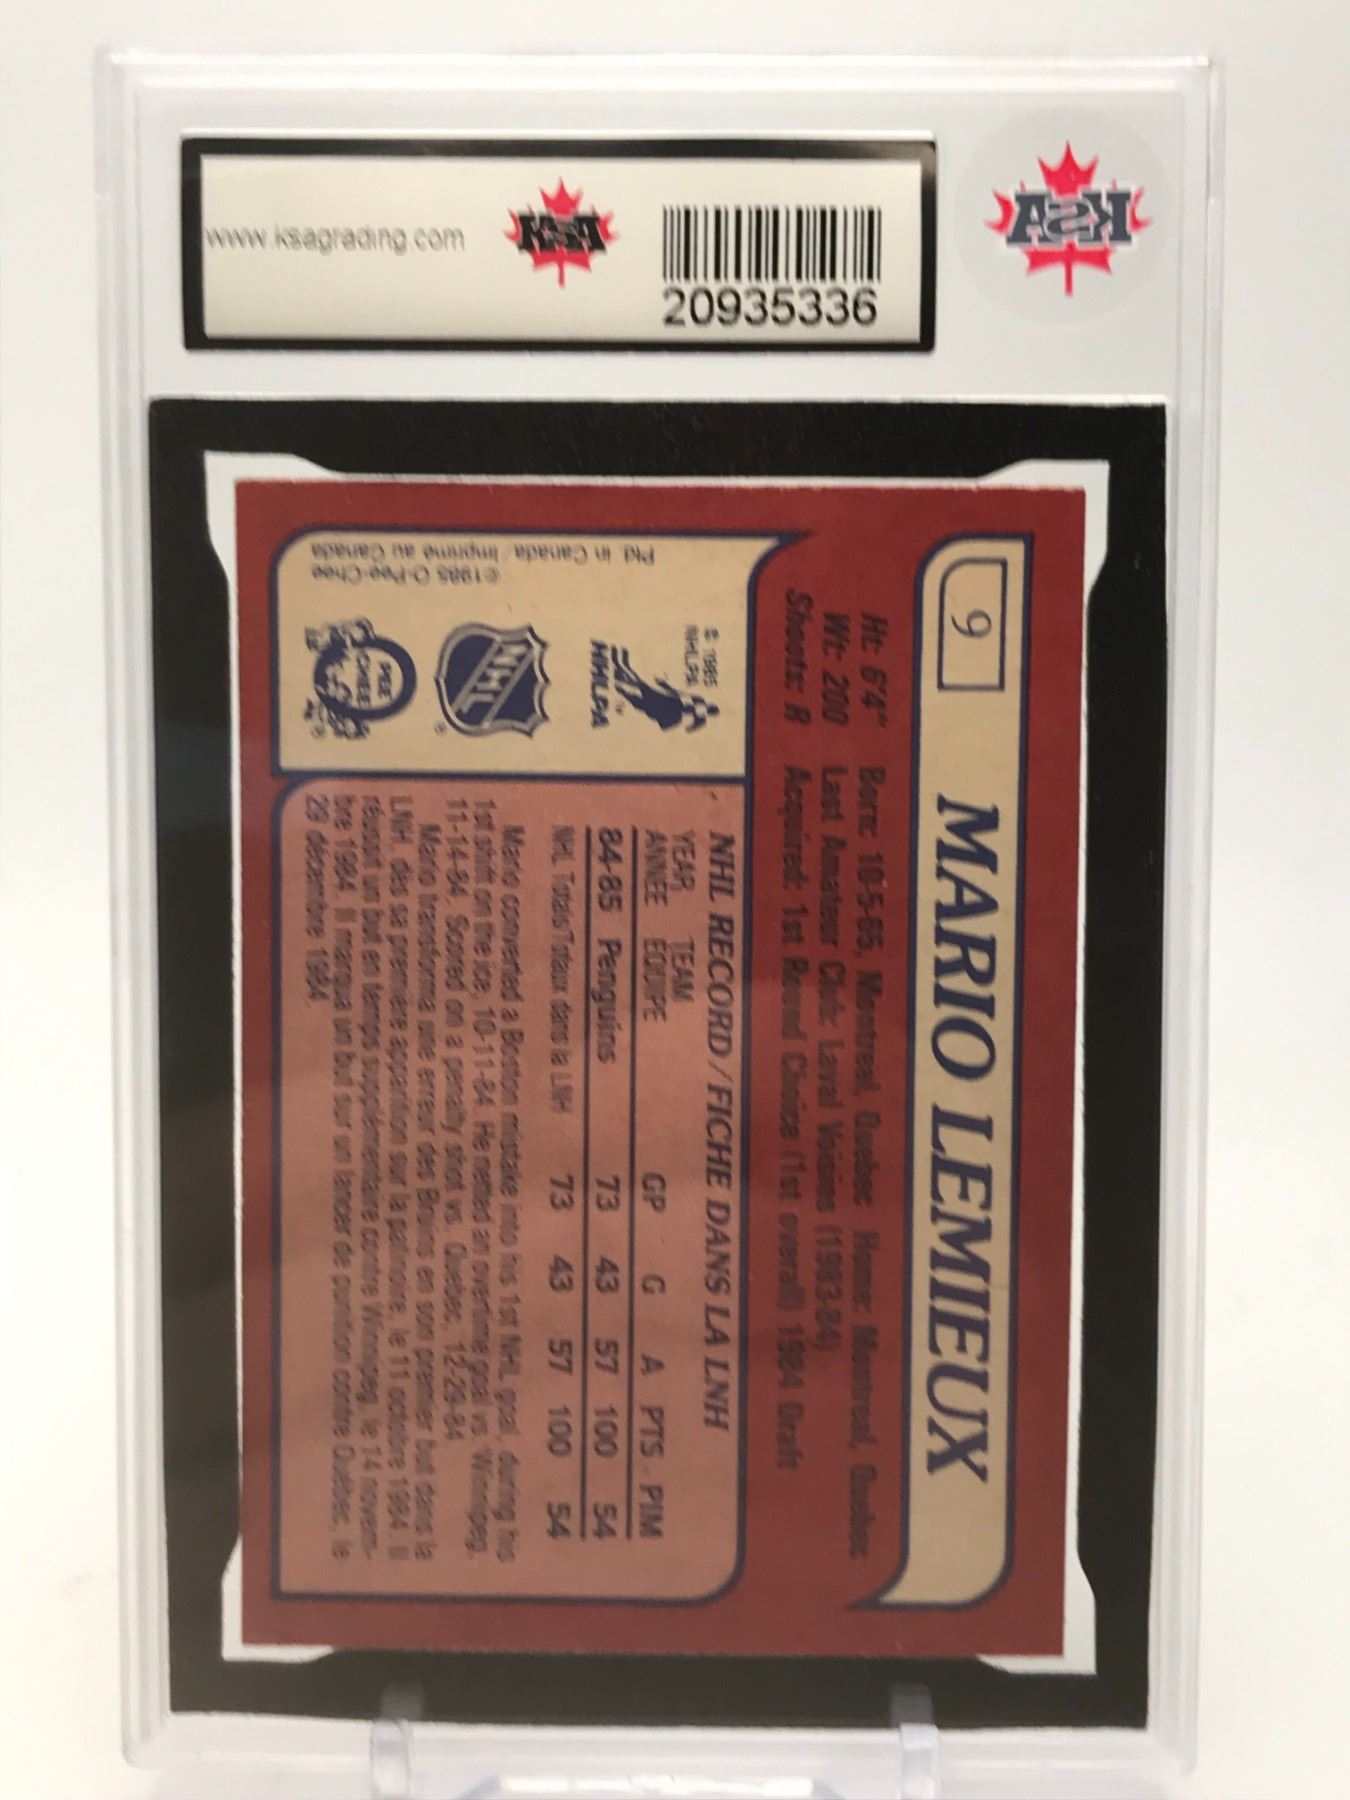 www.ksagrading.com
KSA
20935336
KSA
9
MARIO LEMIEUX
Ht: 6'4" Born: 10-5-65, Montreal, Quebec Home: Montreal, Quebec
Wt: 200 Last Amateur Club: Laval Voisins (1983-84)
Shoots: R Acquired: 1st Round Choice (1st overall) 1984 Draft
© 1985
NHLPA
NHLPA
NHL
O
PEE
CHEE
©1985 O-Pee-Chee
Ptd. in Canada/Imprimé au Canada
NHL RECORD/FICHE DANS LA LNH
YEAR TEAM
ANNÉE ÉQUIPE GP G A PTS. PIM
84-85 Penguins 73 43 57 100 54
NHL Totals/Totaux dans la LNH 73 43 57 100 54
Mario converted a Boston mistake into his 1st NHL goal, during his
1st shift on the ice, 10-11-84. He netted an overtime goal vs. Winnipeg,
11-14-84. Scored on a penalty shot vs. Quebec, 12-29-84.
Mario transforma une erreur des Bruins en son premier but dans la
LNH, dès sa première apparition sur la patinoire, le 11 octobre 1984. Il
réussit un but en temps supplémentaire contre Winnipeg, le 14 novem-
bre 1984. Il marqua un but sur un lancer de punition contre Québec, le
29 décembre 1984.